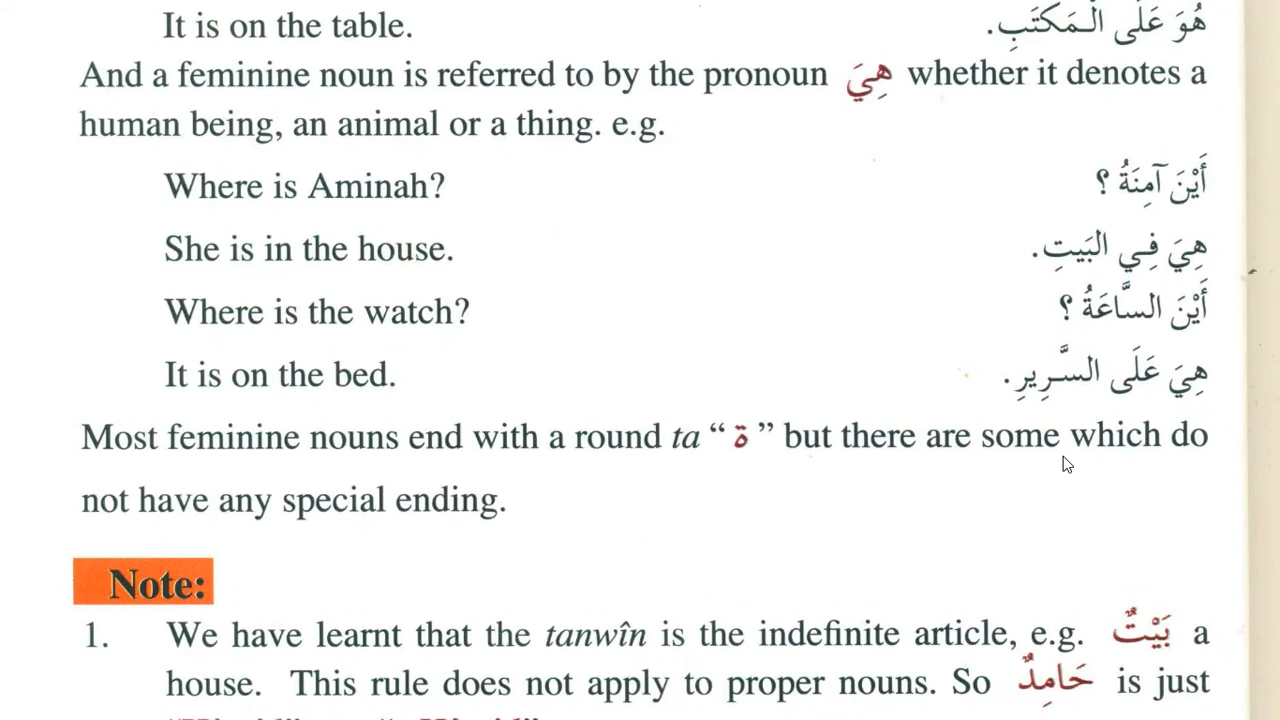 It is on the table. هُوَ عَلَى الْمَكْتَبِ.
And a feminine noun is referred to by the pronoun هِيَ whether it denotes a
human being, an animal or a thing. e.g.
Where is Aminah? أَيْنَ آمِنَةُ ؟
She is in the house. هِيَ فِي البَيتِ.
Where is the watch? أَيْنَ السَّاعَةُ ؟
It is on the bed. هِيَ عَلَى السَّرِيرِ.
Most feminine nouns end with a round ta “ ة ” but there are some which do
not have any special ending.
Note:
1. We have learnt that the tanwîn is the indefinite article, e.g. بَيْتٌ a
house. This rule does not apply to proper nouns. So حَامِدٌ is just